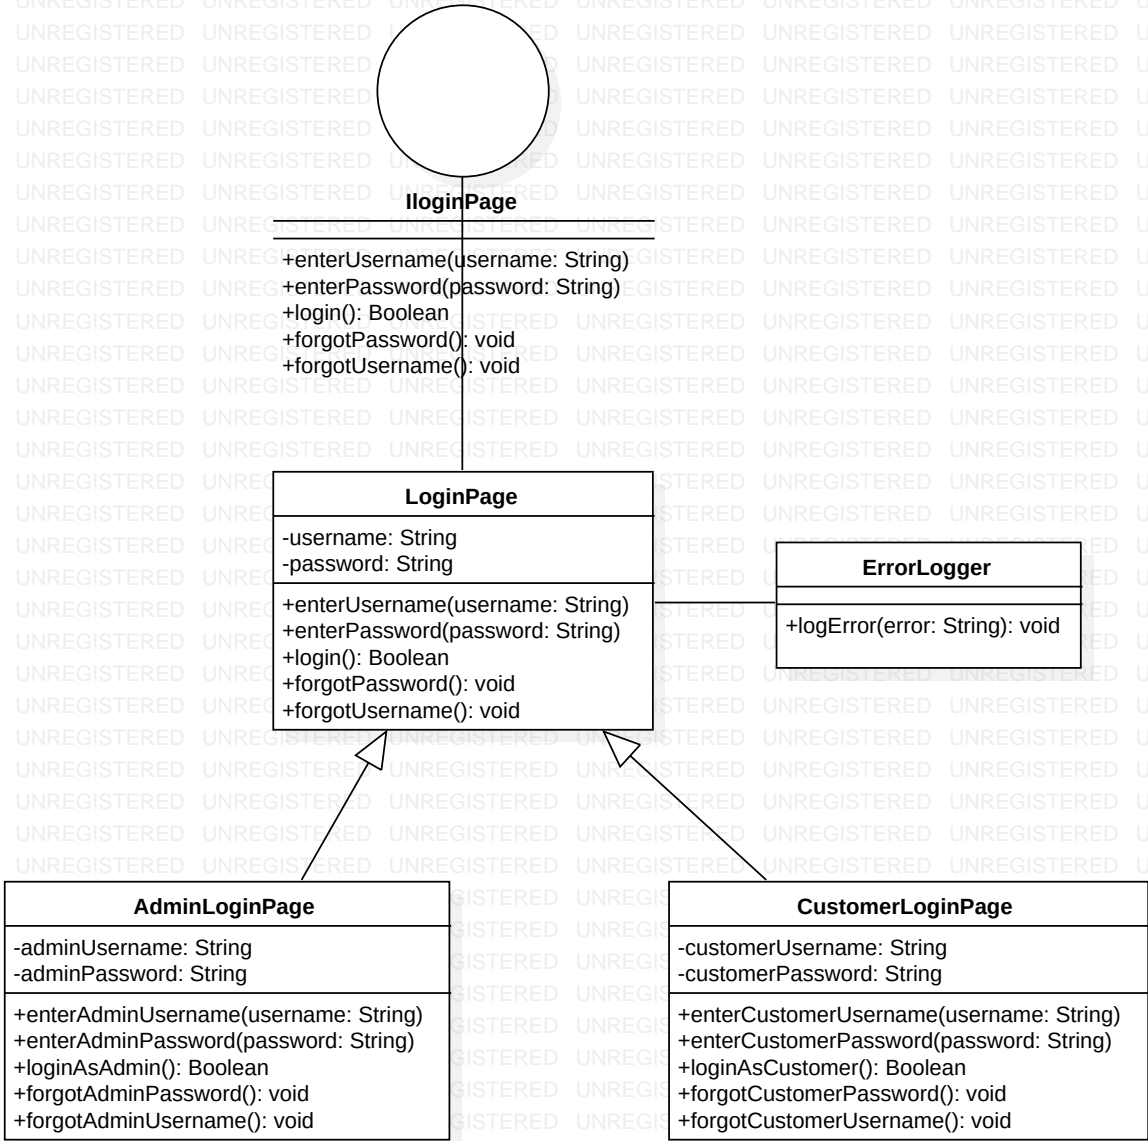 IloginPage
+enterUsername(username: String)
+enterPassword(password: String)
+login(): Boolean
+forgotPassword(): void
+forgotUsername(): void
LoginPage
-username: String
-password: String
+enterUsername(username: String)
+enterPassword(password: String)
+login(): Boolean
+forgotPassword(): void
+forgotUsername(): void
ErrorLogger
+logError(error: String): void
AdminLoginPage
-adminUsername: String
-adminPassword: String
+enterAdminUsername(username: String)
+enterAdminPassword(password: String)
+loginAsAdmin(): Boolean
+forgotAdminPassword(): void
+forgotAdminUsername(): void
CustomerLoginPage
-customerUsername: String
-customerPassword: String
+enterCustomerUsername(username: String)
+enterCustomerPassword(password: String)
+loginAsCustomer(): Boolean
+forgotCustomerPassword(): void
+forgotCustomerUsername(): void
UNREGISTERED